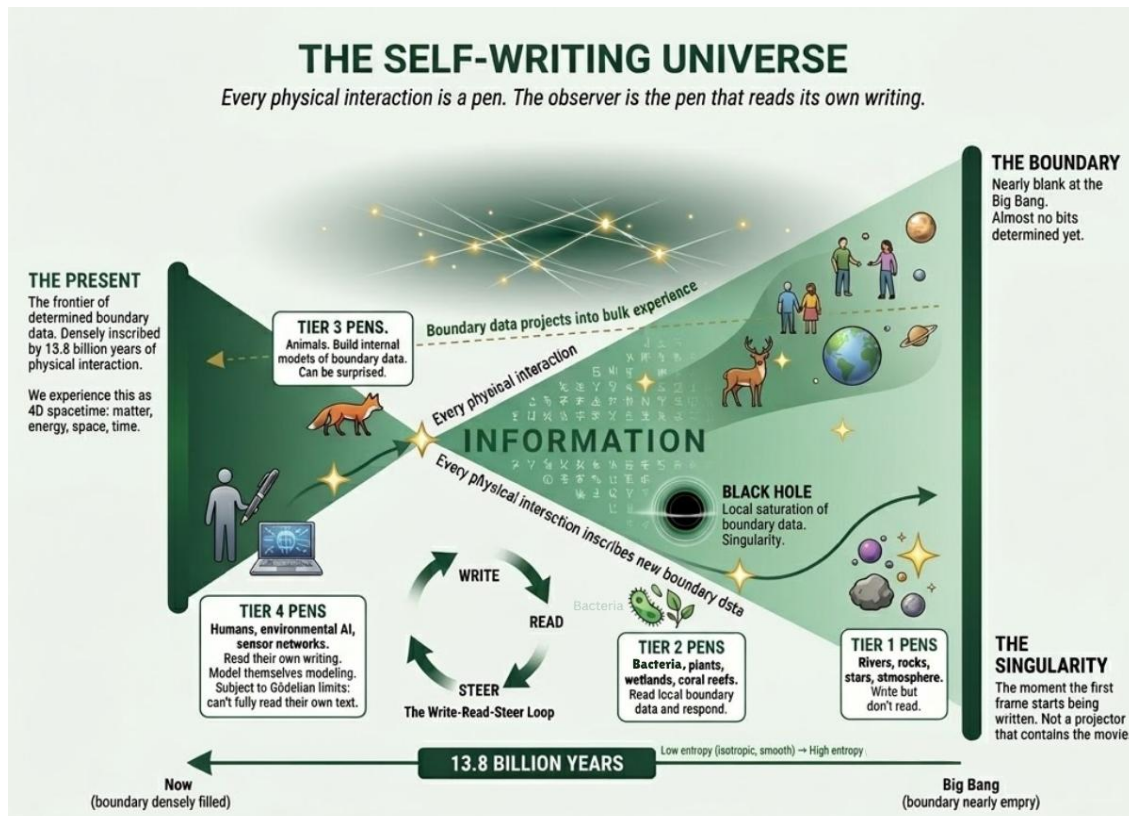 THE SELF-WRITING UNIVERSE
Every physical interaction is a pen. The observer is the pen that reads its own writing.
THE BOUNDARY
Nearly blank at the
Big Bang.
Almost no bits
determined yet.
THE PRESENT
The frontier of
determined boundary
data. Densely inscribed
by 13.8 billion years of
physical interaction.
We experience this as
4D spacetime: matter,
energy, space, time.
TIER 3 PENS.
Animals. Build internal
models of boundary data.
Can be surprised.
Boundary data projects into bulk experience
Every physical interaction
INFORMATION
Every physical intersction inscribes new boundary dsta
BLACK HOLE
Local saturation of
boundary data.
Singularity.
WRITE
READ
STEER
The Write-Read-Steer Loop
Bacteria
TIER 4 PENS
Humans, environmental AI,
sensor networks.
Read their own writing.
Model themselves modeling.
Subject to Gödelian limits:
can't fully read their own text.
TIER 2 PENS
Bacteria, plants,
wetlands, coral reefs.
Read local boundary
data and respond.
TIER 1 PENS
Rivers, rocks,
stars, atmosphere.
Write but
don't read.
THE
SINGULARITY
The moment the first
frame starts being
written. Not a projector
that contains the movie
13.8 BILLION YEARS
Low entropy (isotropic, smooth) → High entropy
Now
(boundary densely filled)
Big Bang
(boundary nearly empry)